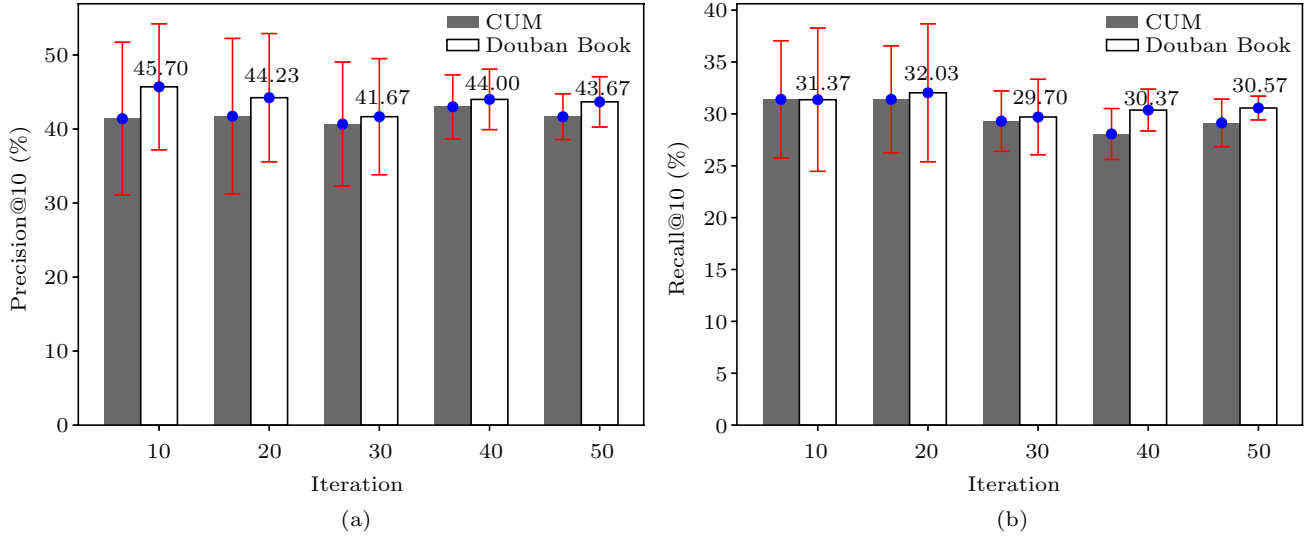 CUM
Douban Book
50
40
30
20
10
0
Precision@10 (%)
45.70
44.23
41.67
44.00
43.67
10 20 30 40 50
Iteration
(a)
CUM
Douban Book
40
35
30
25
20
15
10
5
0
Recall@10 (%)
31.37
32.03
29.70
30.37
30.57
10 20 30 40 50
Iteration
(b)